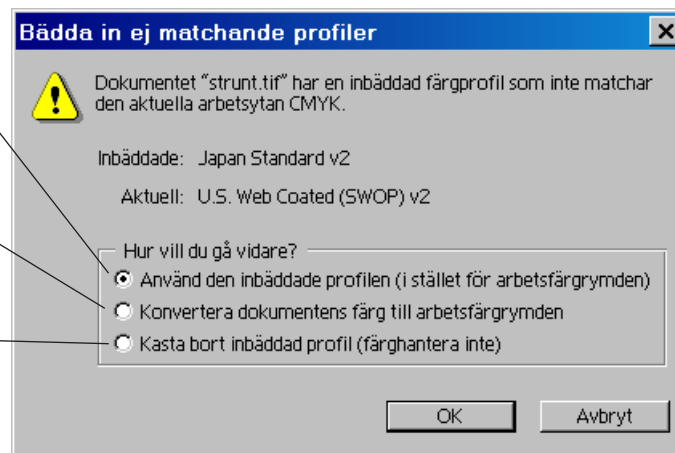 Bädda in ej matchande profiler
Dokumentet "strunt.tif" har en inbäddad färgprofil som inte matchar
den aktuella arbetsytan CMYK.
Inbäddade: Japan Standard v2
Aktuell: U.S. Web Coated (SWOP) v2
Hur vill du gå vidare?
Använd den inbäddade profilen (i stället för arbetsfärgrymden)
Konvertera dokumentens färg till arbetsfärgrymden
Kasta bort inbäddad profil (färghantera inte)
OK Avbryt